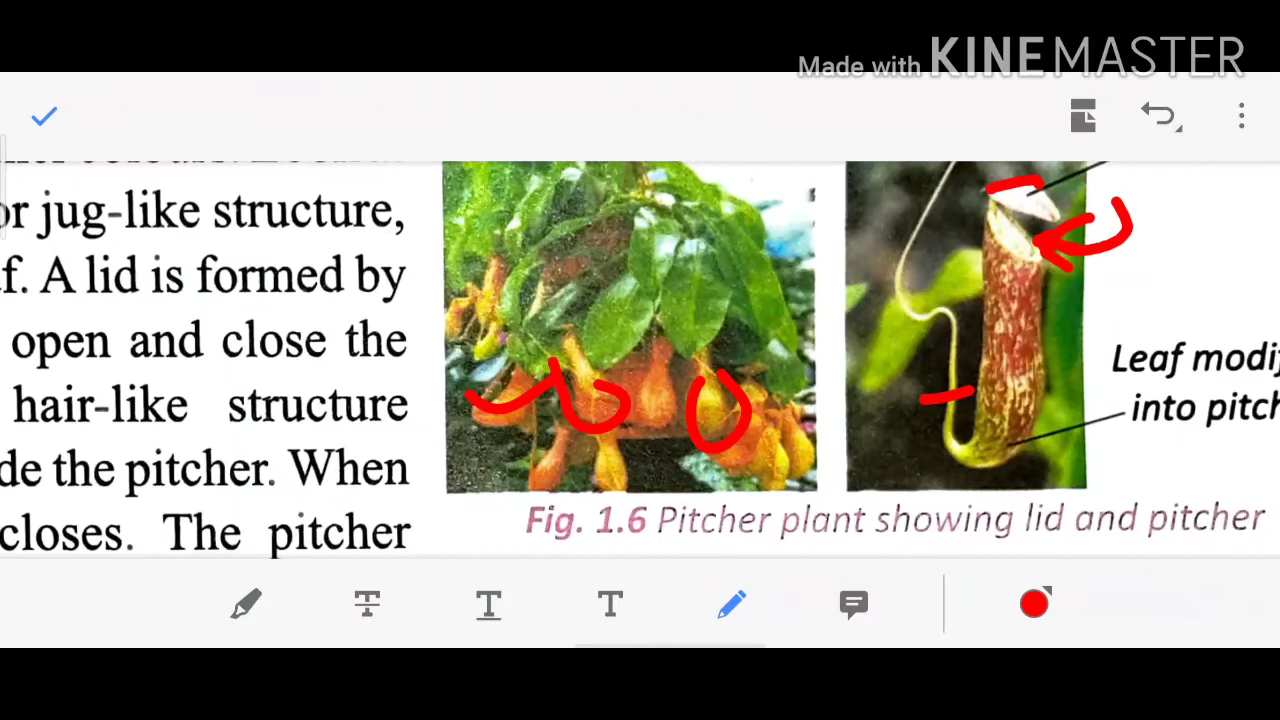 Made with KINEMASTER
or jug-like structure,
f. A lid is formed by
open and close the
hair-like structure
de the pitcher. When
closes. The pitcher
Leaf modif
into pitch
Fig. 1.6 Pitcher plant showing lid and pitcher
T
T
T